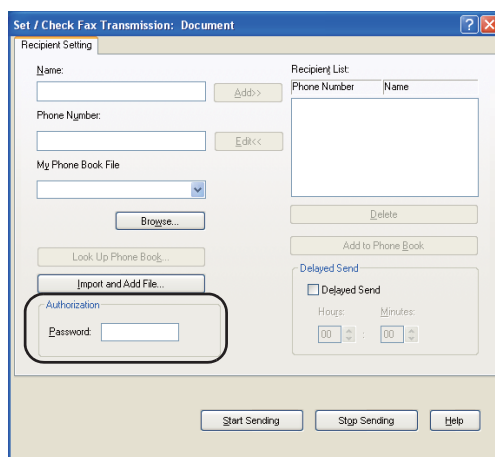 Set / Check Fax Transmission: Document
Recipient Setting
Name:
Add>>
Phone Number:
Edit<<
My Phone Book File
Browse...
Look Up Phone Book...
Import and Add File...
Authorization
Password:
Recipient List:
Phone Number Name
Delete
Add to Phone Book
Delayed Send
Delayed Send
Hours: Minutes:
00 : 00
Start Sending Stop Sending Help